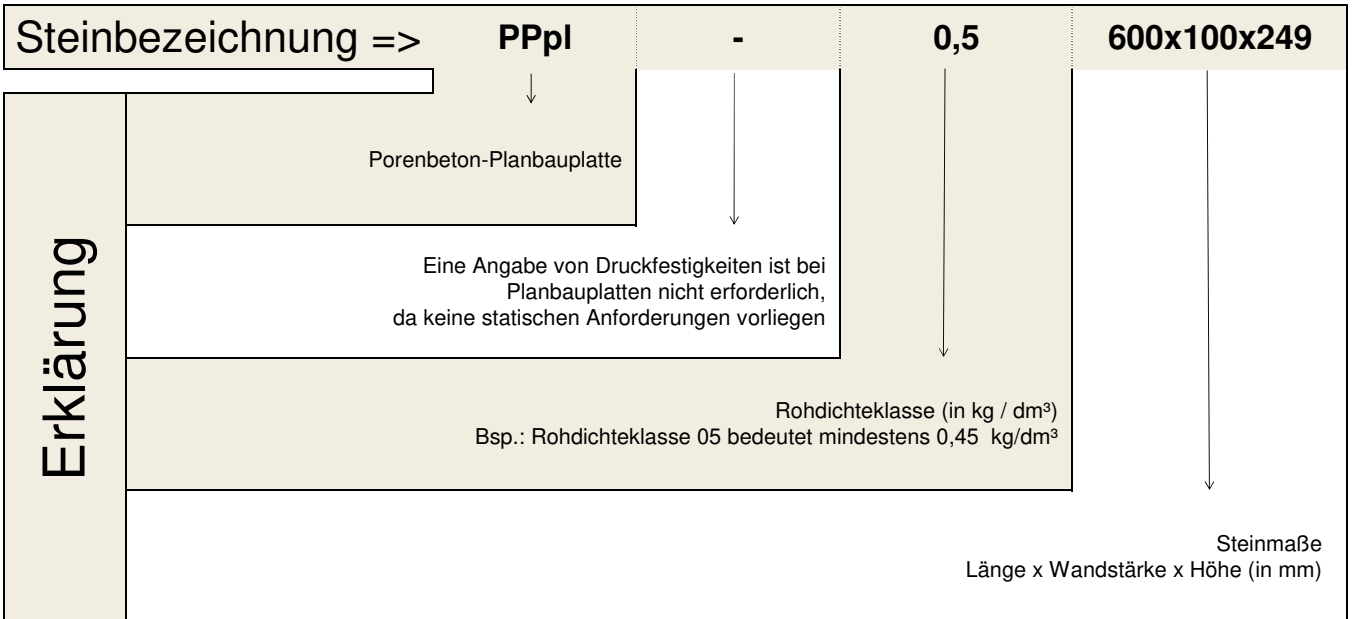 Steinbezeichnung => PPpl - 0,5 600x100x249
Erklärung
Porenbeton-Planbauplatte
Eine Angabe von Druckfestigkeiten ist bei
Planbauplatten nicht erforderlich,
da keine statischen Anforderungen vorliegen
Rohdichteklasse (in kg / dm³)
Bsp.: Rohdichteklasse 05 bedeutet mindestens 0,45 kg/dm³
Steinmaße
Länge x Wandstärke x Höhe (in mm)